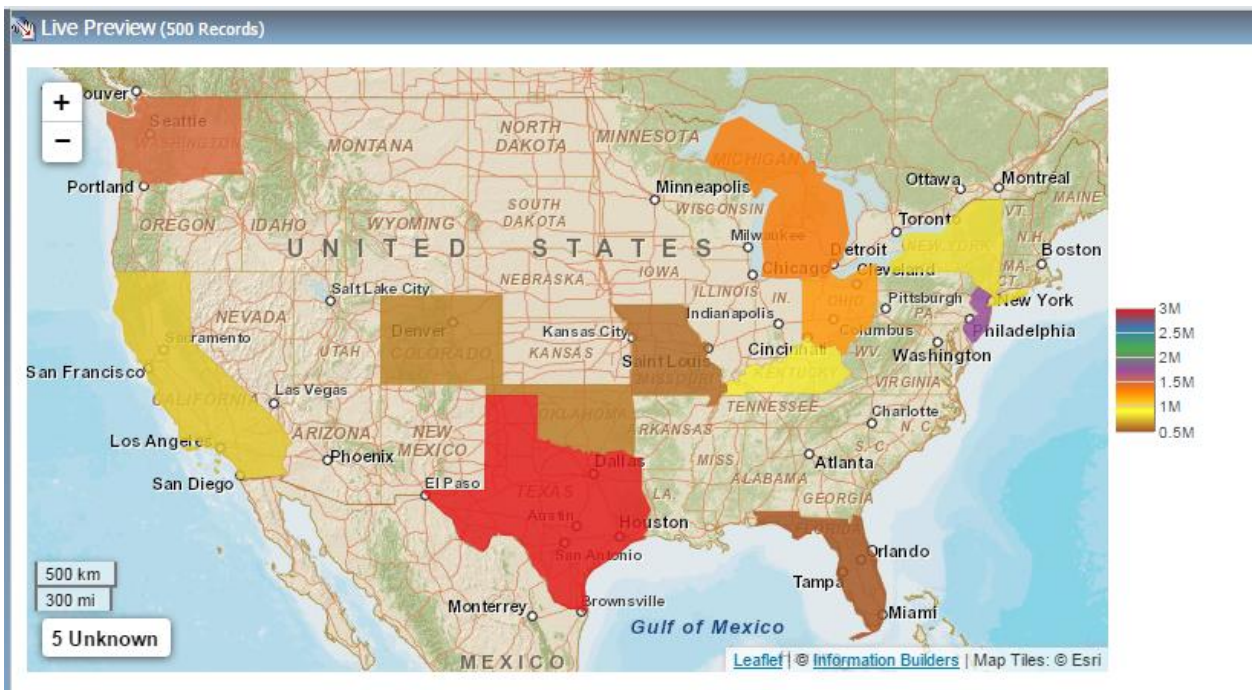 Live Preview (500 Records)
+
−
ouver
Seattle
WASHINGTON
MONTANA
NORTH
DAKOTA
MINNESOTA
MICHIGAN
Ottawa
Montreal
MAINE
Portland
Minneapolis
OREGON
IDAHO
WYOMING
SOUTH
DAKOTA
WISCONSIN
Toronto
VT.
NEW YORK
N.H.
UNITED STATES
Milwaukee
Detroit
MA.
Boston
Chicago
Cleveland
CT.
NEBRASKA
IOWA
Salt Lake City
ILLINOIS
IN.
OHIO
Pittsburgh
PA
New York
NEVADA
Denver
Indianapolis
Philadelphia
Sacramento
Kansas City
Columbus
UTAH
COLORADO
KANSAS
Saint Louis
Cincinnati
WV.
Washington
San Francisco
MISSOURI
KENTUCKY
VIRGINIA
Las Vegas
CALIFORNIA
TENNESSEE
Charlotte
OKLAHOMA
N. C.
Los Angeles
ARIZONA
NEW
MEXICO
ARKANSAS
S. C.
Phoenix
Dallas
MISS.
ALABAMA
Atlanta
San Diego
El Paso
TEXAS
LA.
GEORGIA
Austin
Houston
FLORIDA
San Antonio
Orlando
Tampa
500 km
300 mi
Monterrey
Brownsville
Miami
5 Unknown
Gulf of Mexico
MEXICO
Leaflet | © Information Builders | Map Tiles: © Esri
3M
2.5M
2M
1.5M
1M
0.5M